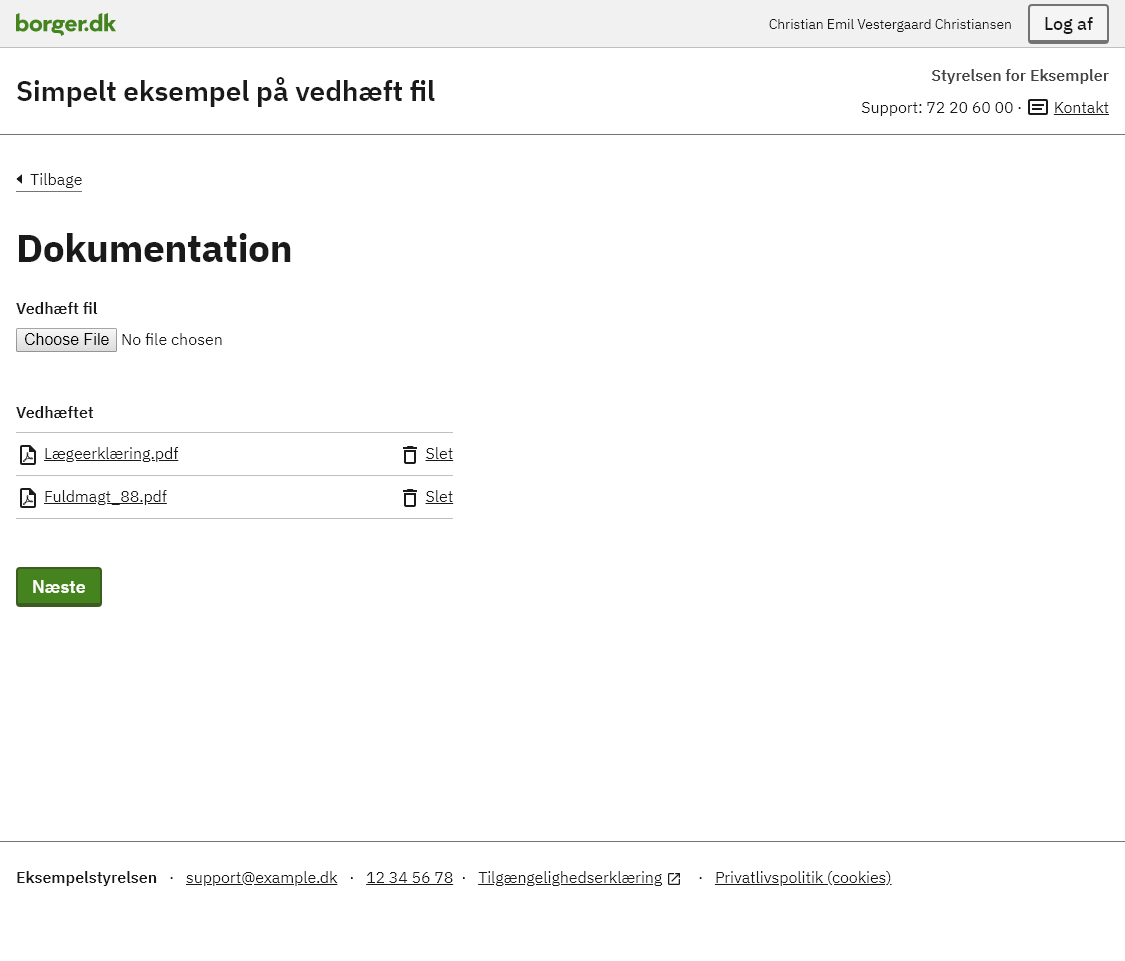 borger.dk
Christian Emil Vestergaard Christiansen
Log af
Simpelt eksempel på vedhæft fil
Styrelsen for Eksempler
Support: 72 20 60 00 · Kontakt
Tilbage
Dokumentation
Vedhæft fil
Choose File No file chosen
Vedhæftet
Lægeerklæring.pdf Slet
Fuldmagt_88.pdf Slet
Næste
Eksempelstyrelsen · support@example.dk · 12 34 56 78 · Tilgængelighedserklæring · Privatlivspolitik (cookies)